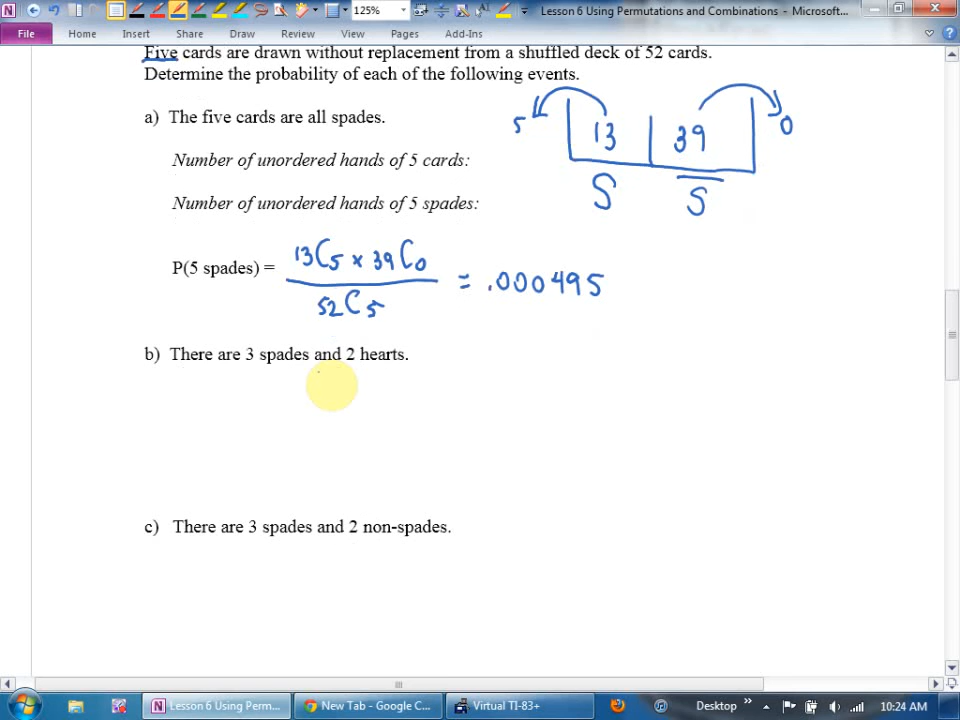 Lesson 6 Using Permutations and Combinations - Microsoft...
125%
File Home Insert Draw Review View Pages Add-Ins
Five cards are drawn without replacement from a shuffled deck of 52 cards.
Determine the probability of each of the following events.
a) The five cards are all spades.
5 13 39 0
S S̅
Number of unordered hands of 5 cards:
Number of unordered hands of 5 spades:
P(5 spades) = 13C5 × 39C0 / 52C5 = .000495
b) There are 3 spades and 2 hearts.
c) There are 3 spades and 2 non-spades.
Lesson 6 Using Perm... New Tab - Google C... Virtual TI-83+ Desktop 10:24 AM